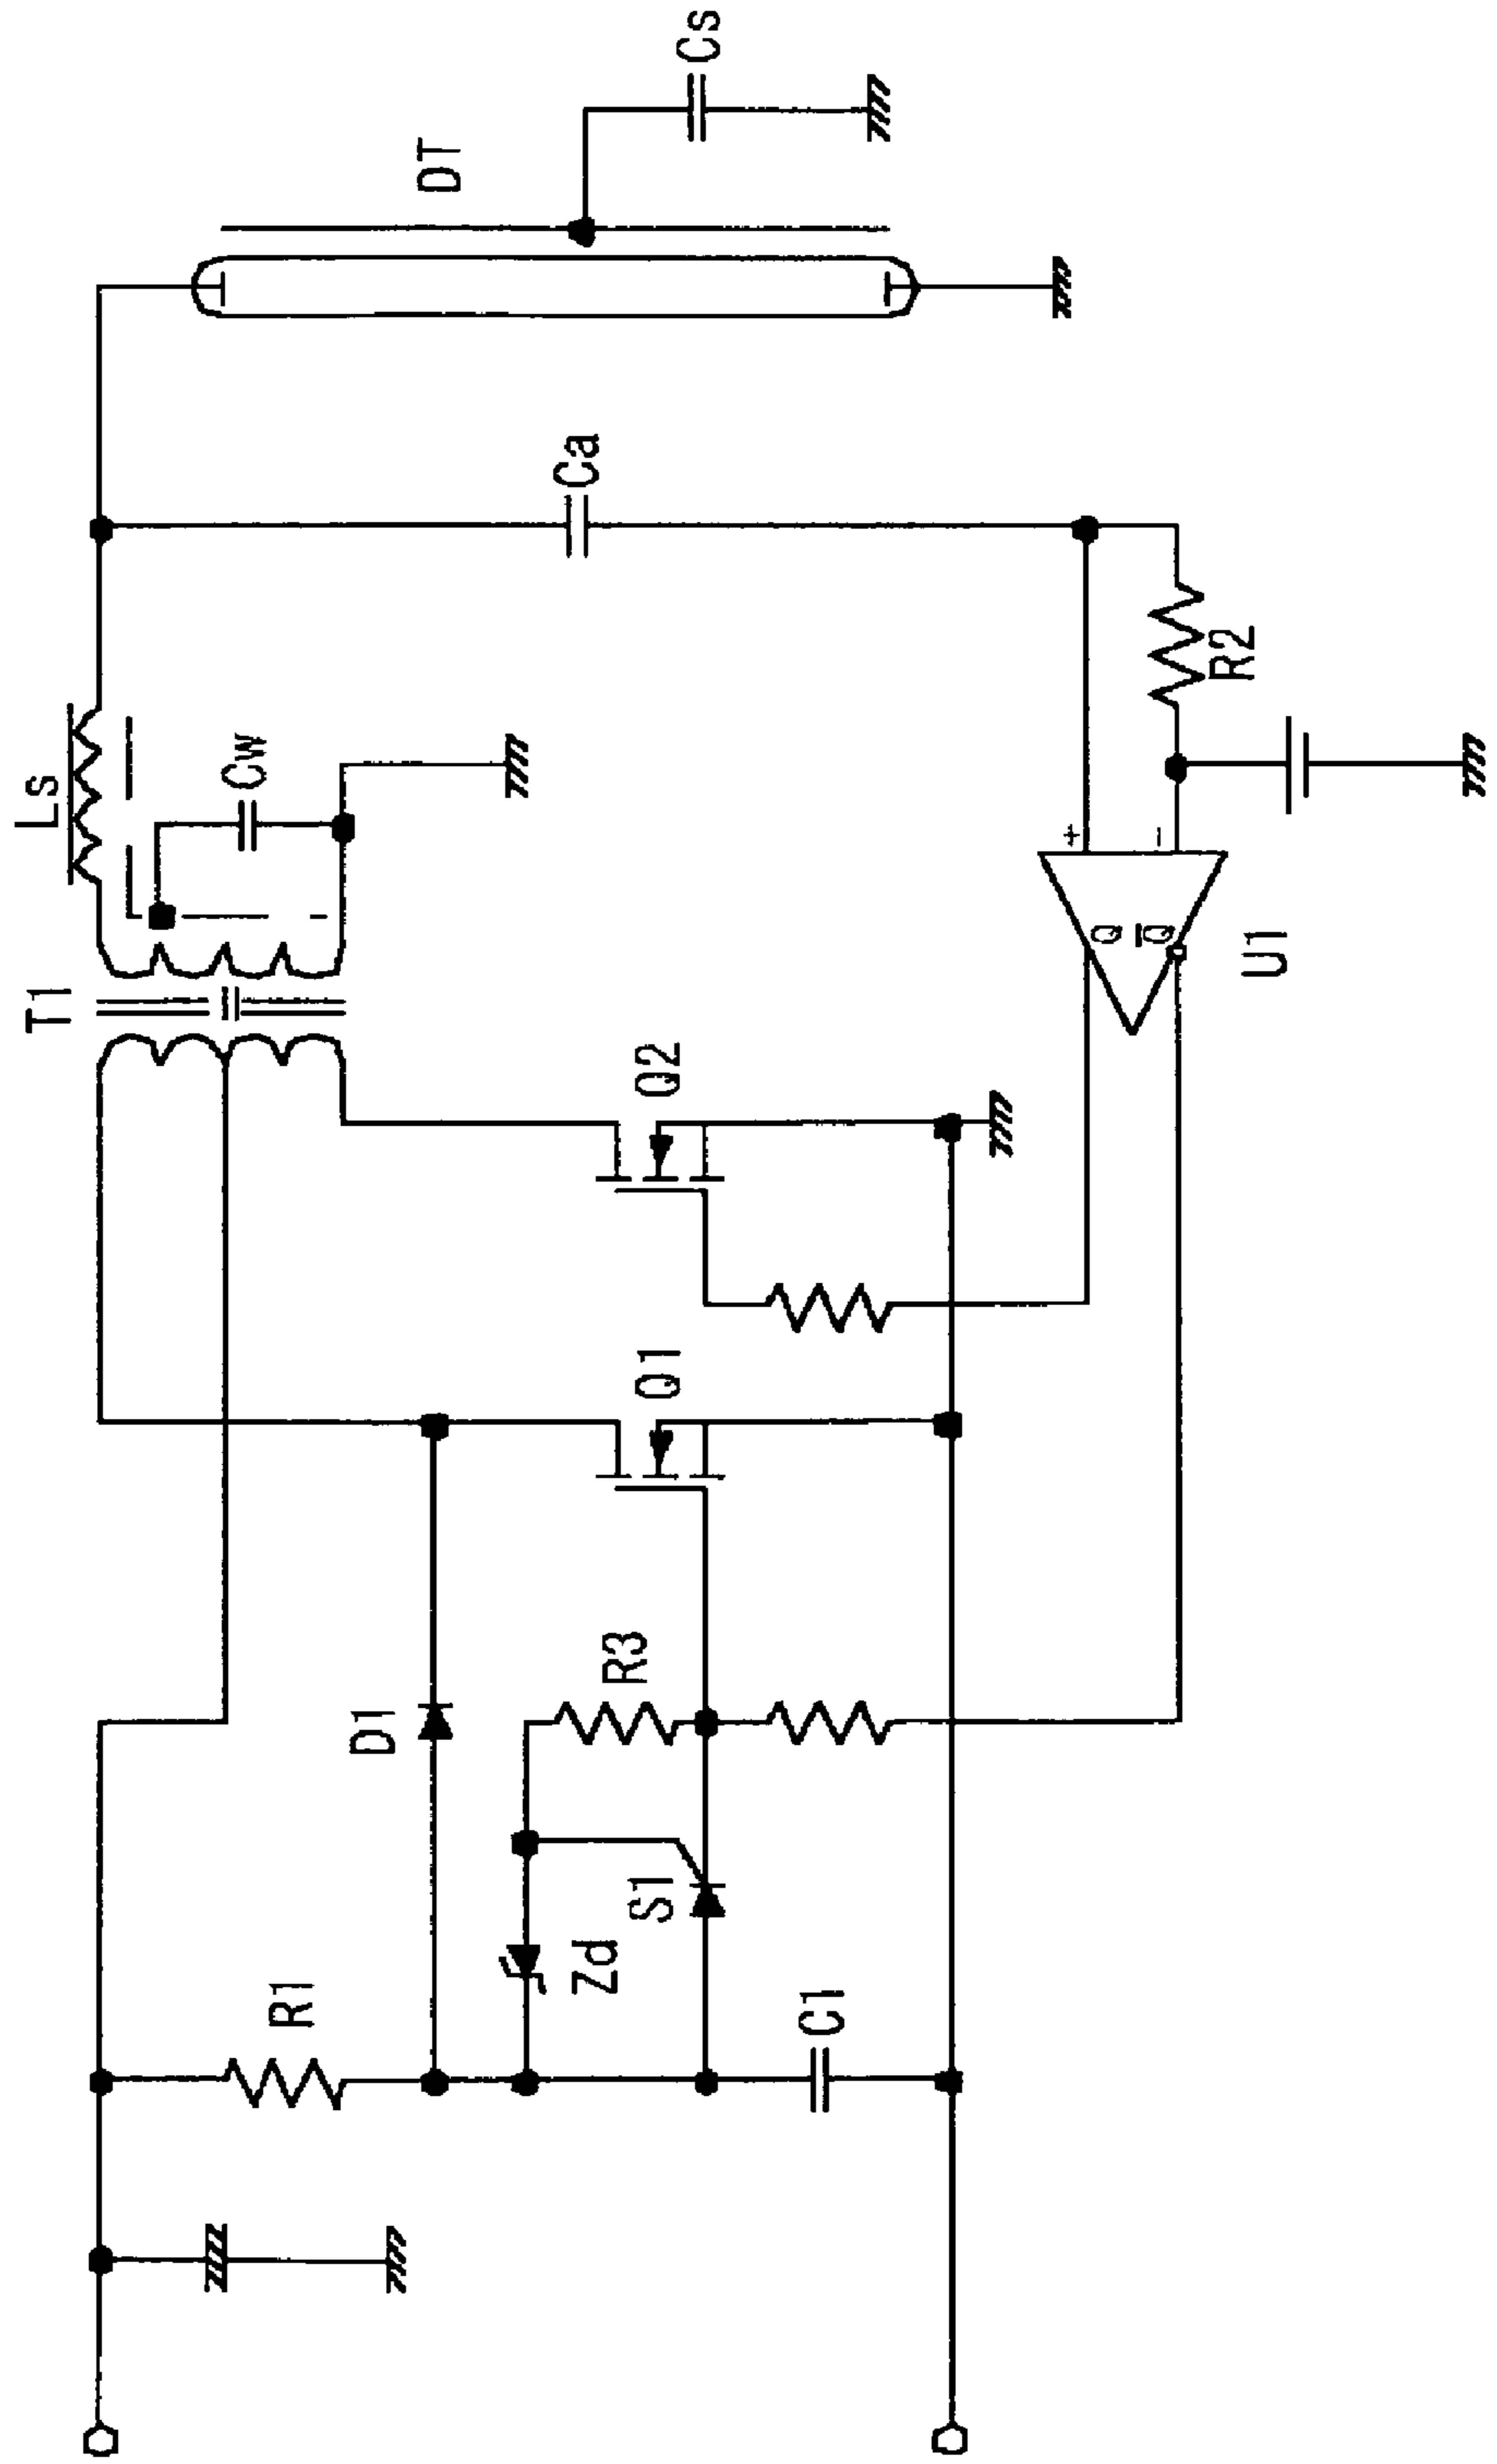 R1
D1
Zd
S1
R3
C1
Q1
Q2
T1
Ls
Cw
Ca
DT
Cs
Q
Q̅
+
−
U1
R2